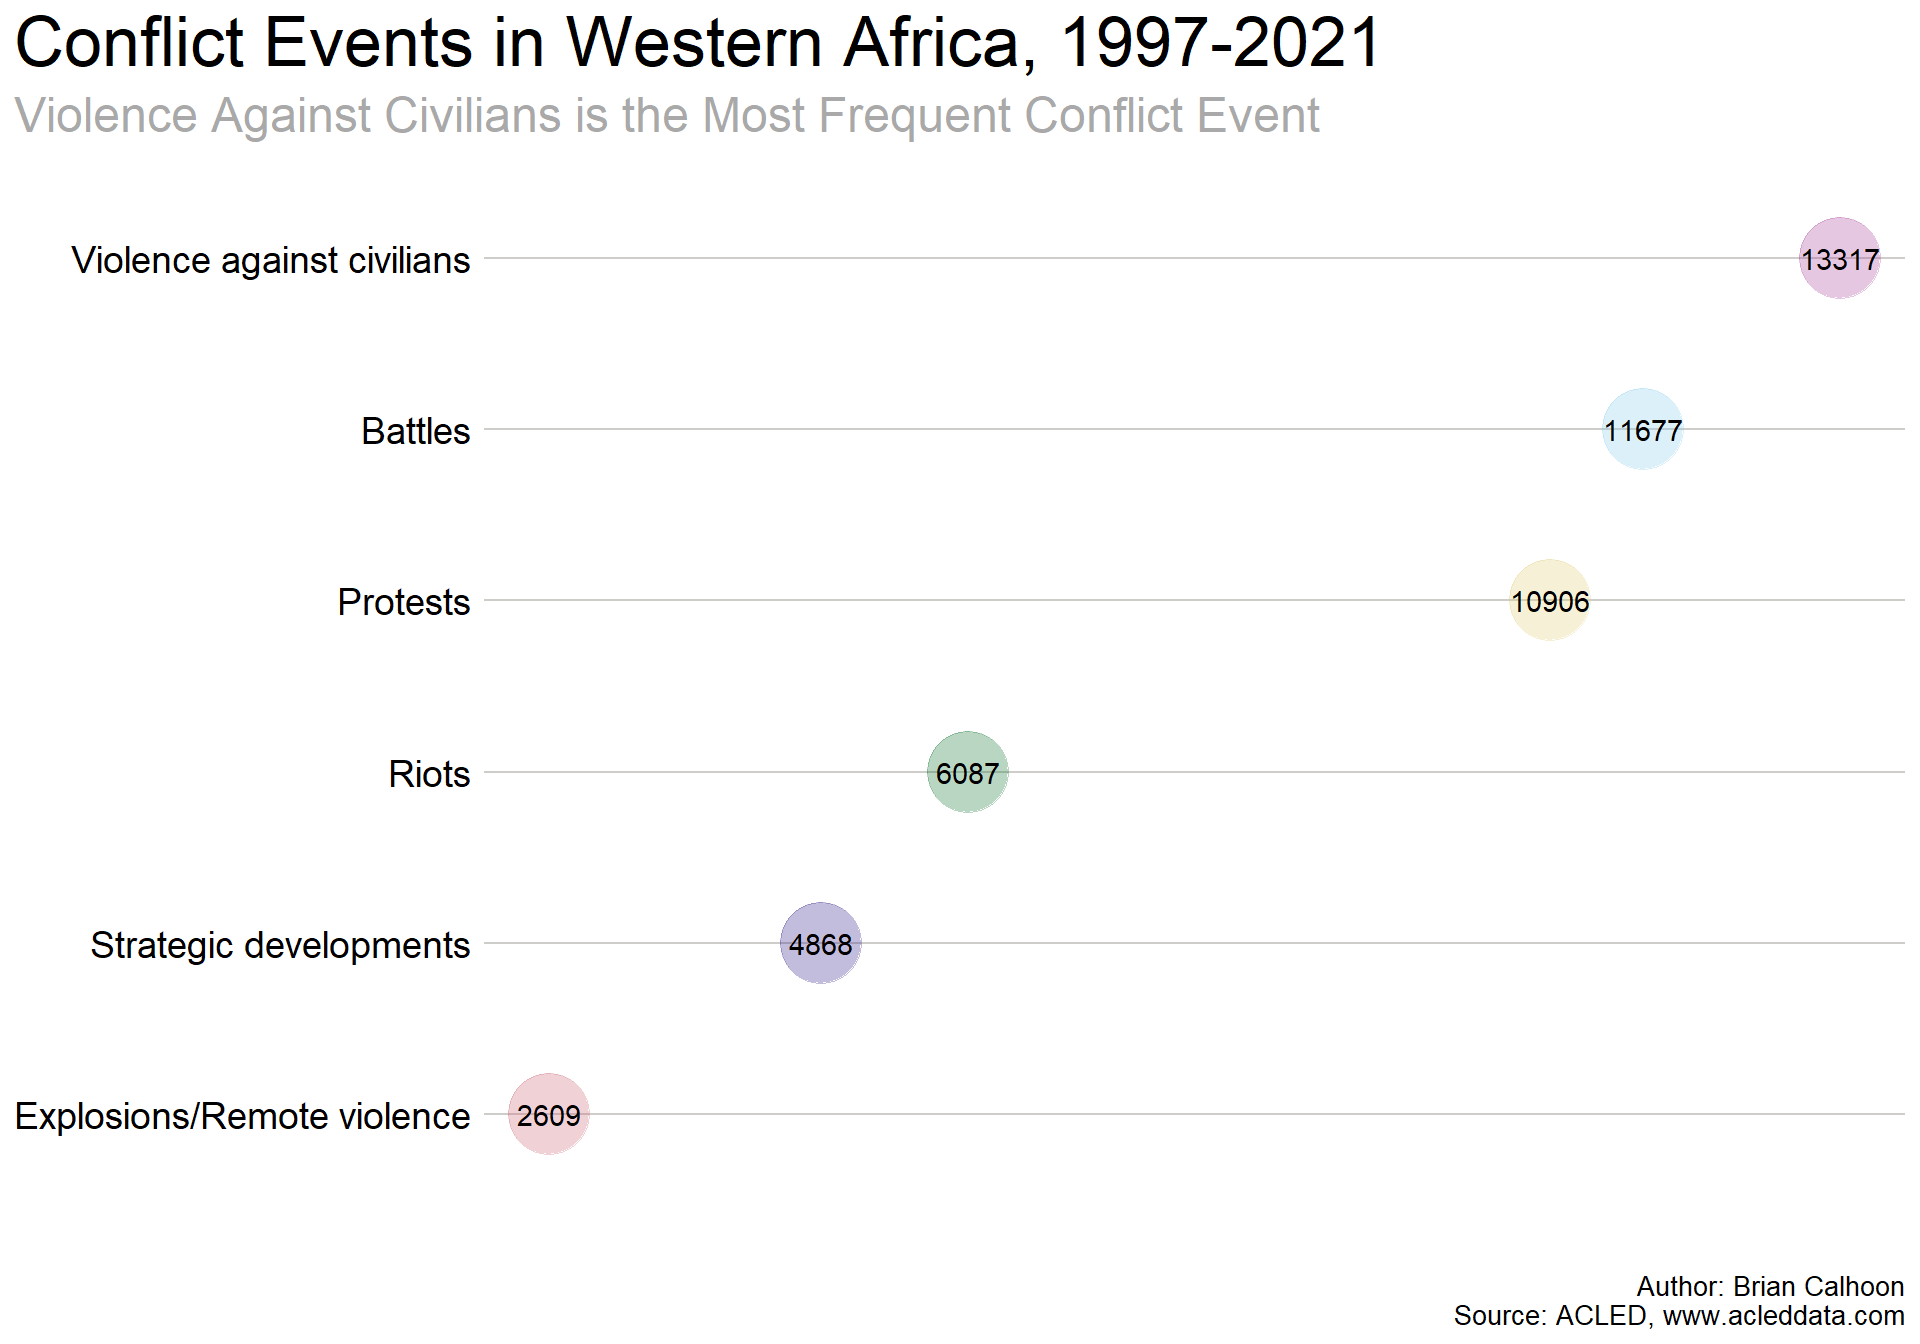 Conflict Events in Western Africa, 1997-2021
Violence Against Civilians is the Most Frequent Conflict Event
Violence against civilians 13317
Battles 11677
Protests 10906
Riots 6087
Strategic developments 4868
Explosions/Remote violence 2609
Author: Brian Calhoon
Source: ACLED, www.acleddata.com